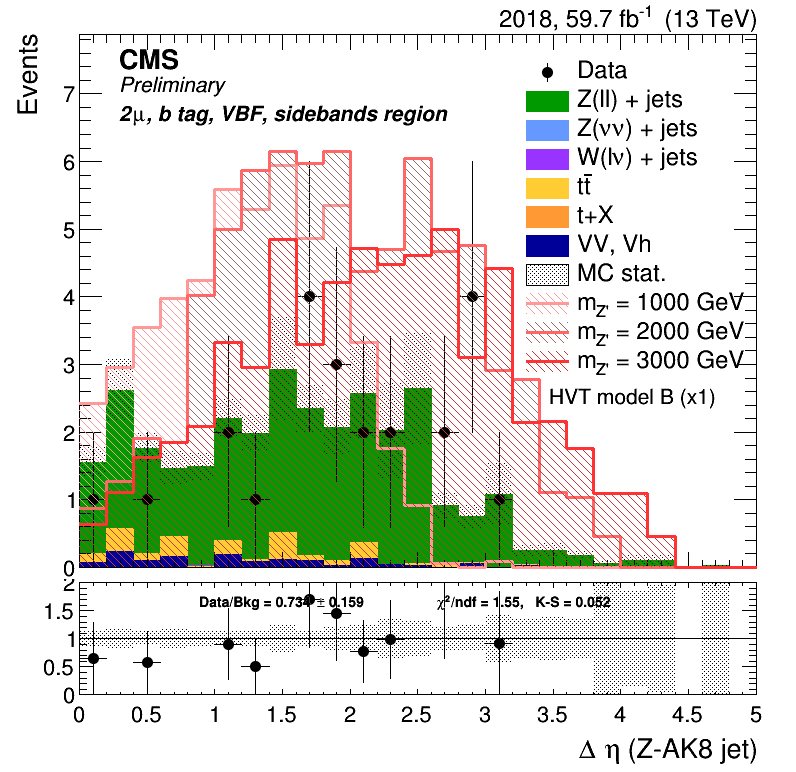 2018, 59.7 fb⁻¹ (13 TeV)
Events
CMS
Preliminary
2μ, b tag, VBF, sidebands region
Data
Z(ll) + jets
Z(νν) + jets
W(lν) + jets
tt̄
t+X
VV, Vh
MC stat.
m_Z' = 1000 GeV
m_Z' = 2000 GeV
m_Z' = 3000 GeV
HVT model B (x1)
7
6
5
4
3
2
1
0
Data/Bkg = 0.734 ± 0.159 χ²/ndf = 1.55, K-S = 0.052
2
1.5
1
0.5
0
0 0.5 1 1.5 2 2.5 3 3.5 4 4.5 5
Δ η (Z-AK8 jet)